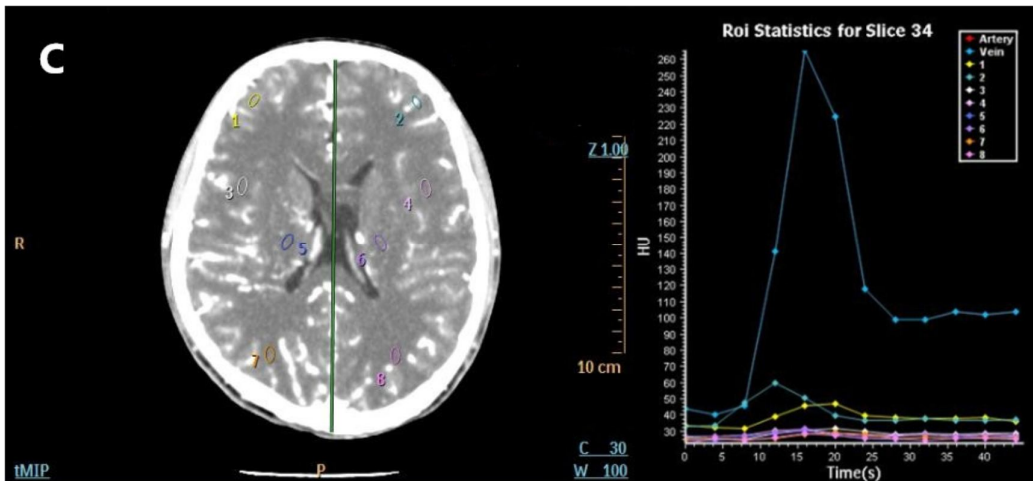 C
1
2
3
4
5
6
7
8
R
P
tMIP
Z 1.00
10 cm
C 30
W 100
Roi Statistics for Slice 34
Artery
Vein
1
2
3
4
5
6
7
8
HU
260
250
240
230
220
210
200
190
180
170
160
150
140
130
120
110
100
90
80
70
60
50
40
30
0 5 10 15 20 25 30 35 40
Time(s)